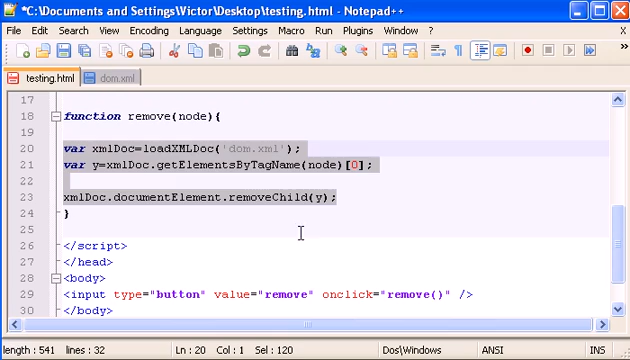 *C:\Documents and Settings\Victor\Desktop\testing.html - Notepad++
File Edit Search View Encoding Language Settings Macro Run Plugins Window ? X
testing.html dom.xml
17
18 function remove(node){
19
20 var xmlDoc=loadXMLDoc('dom.xml');
21 var y=xmlDoc.getElementsByTagName(node)[0];
22
23 xmlDoc.documentElement.removeChild(y);
24 }
25
26 </script>
27 </head>
28 <body>
29 <input type="button" value="remove" onclick="remove()" />
30 </body>
length : 541 lines : 32 Ln : 20 Col : 1 Sel : 120 Dos\Windows ANSI INS